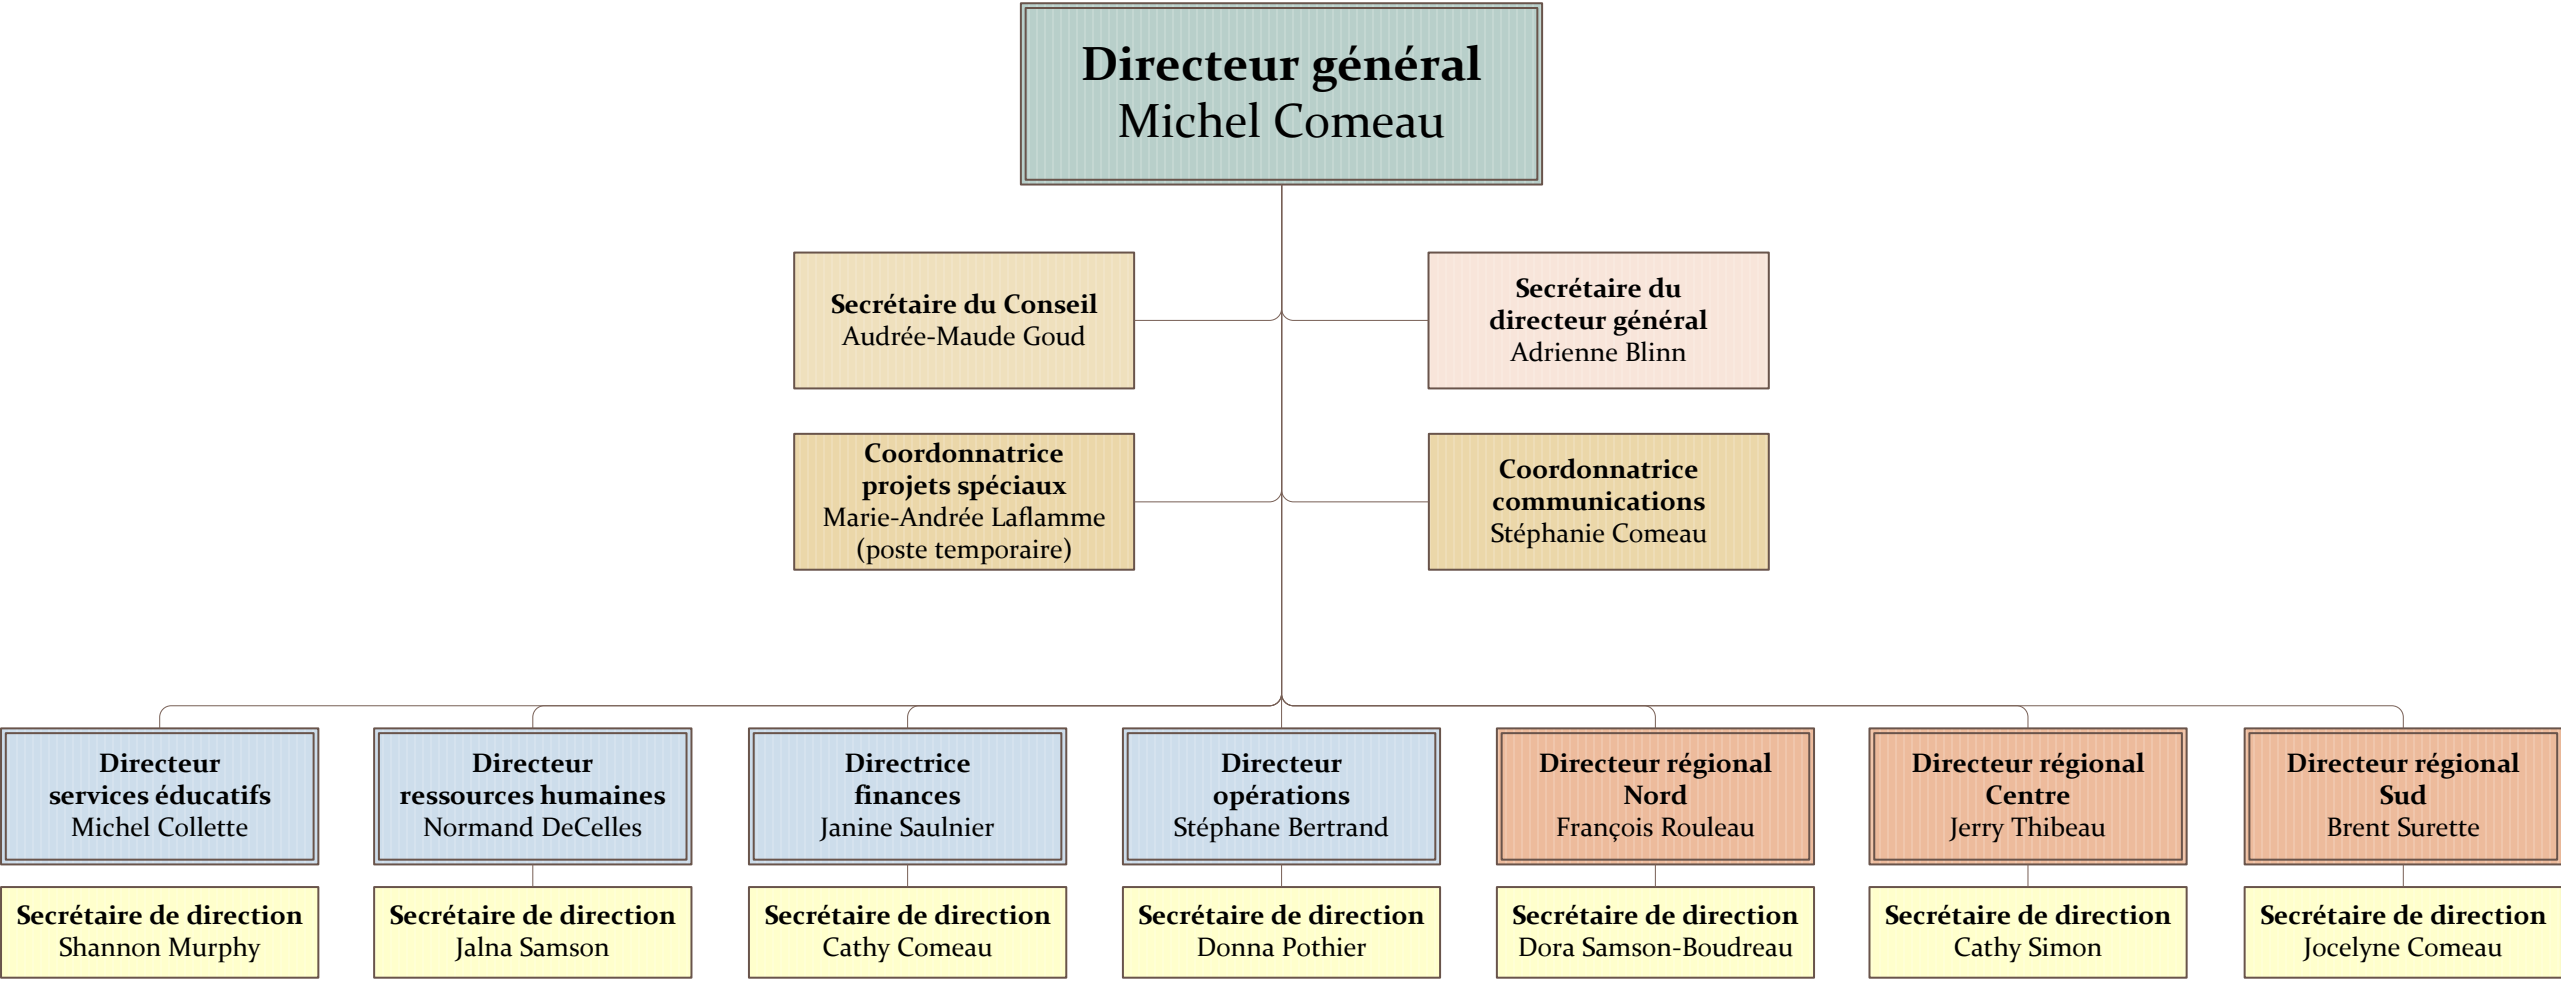 Directeur général
Michel Comeau
Secrétaire du Conseil
Audrée-Maude Goud
Secrétaire du
directeur général
Adrienne Blinn
Coordonnatrice
projets spéciaux
Marie-Andrée Laflamme
(poste temporaire)
Coordonnatrice
communications
Stéphanie Comeau
Directeur
services éducatifs
Michel Collette
Directeur
ressources humaines
Normand DeCelles
Directrice
finances
Janine Saulnier
Directeur
opérations
Stéphane Bertrand
Directeur régional
Nord
François Rouleau
Directeur régional
Centre
Jerry Thibeau
Directeur régional
Sud
Brent Surette
Secrétaire de direction
Shannon Murphy
Secrétaire de direction
Jalna Samson
Secrétaire de direction
Cathy Comeau
Secrétaire de direction
Donna Pothier
Secrétaire de direction
Dora Samson-Boudreau
Secrétaire de direction
Cathy Simon
Secrétaire de direction
Jocelyne Comeau